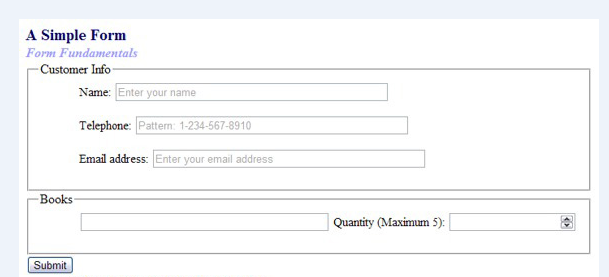 A Simple Form
Form Fundamentals
Customer Info
Name: Enter your name
Telephone: Pattern: 1-234-567-8910
Email address: Enter your email address
Books
Quantity (Maximum 5):
Submit